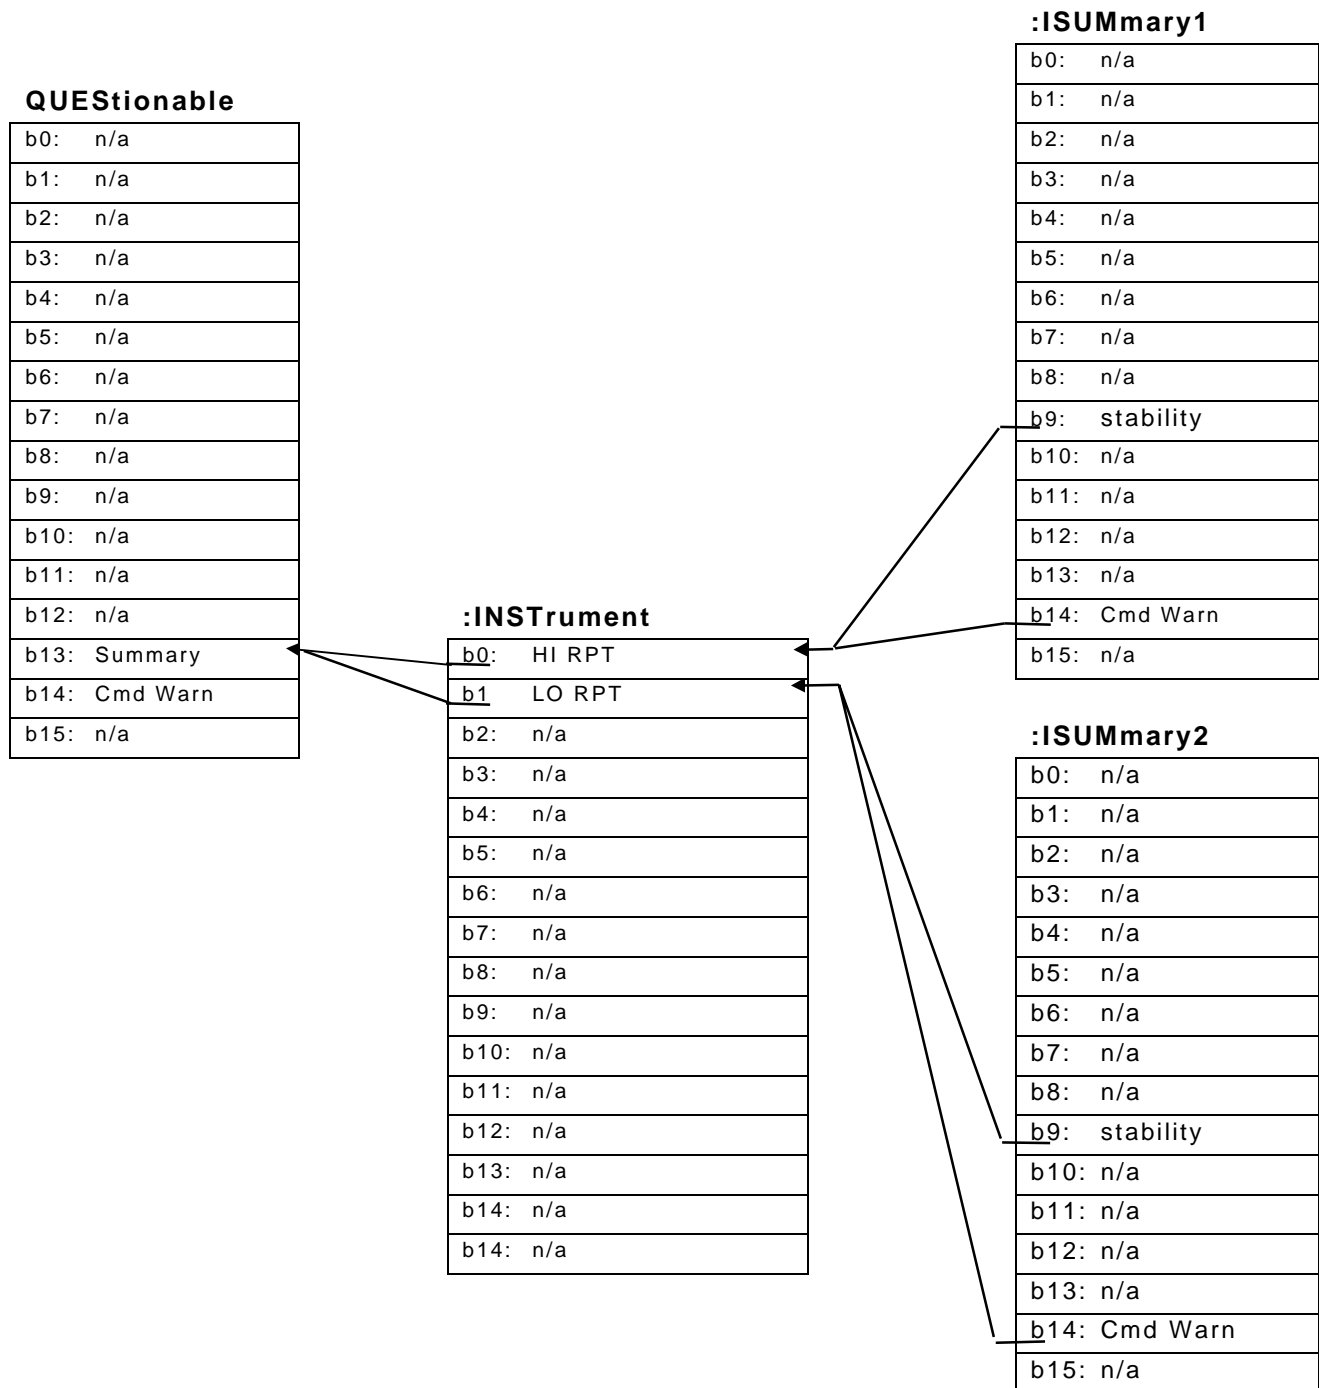 QUEStionable
b0: n/a
b1: n/a
b2: n/a
b3: n/a
b4: n/a
b5: n/a
b6: n/a
b7: n/a
b8: n/a
b9: n/a
b10: n/a
b11: n/a
b12: n/a
b13: Summary
b14: Cmd Warn
b15: n/a
:INSTrument
b0: HI RPT
b1 LO RPT
b2: n/a
b3: n/a
b4: n/a
b5: n/a
b6: n/a
b7: n/a
b8: n/a
b9: n/a
b10: n/a
b11: n/a
b12: n/a
b13: n/a
b14: n/a
b14: n/a
:ISUMmary1
b0: n/a
b1: n/a
b2: n/a
b3: n/a
b4: n/a
b5: n/a
b6: n/a
b7: n/a
b8: n/a
b9: stability
b10: n/a
b11: n/a
b12: n/a
b13: n/a
b14: Cmd Warn
b15: n/a
:ISUMmary2
b0: n/a
b1: n/a
b2: n/a
b3: n/a
b4: n/a
b5: n/a
b6: n/a
b7: n/a
b8: n/a
b9: stability
b10: n/a
b11: n/a
b12: n/a
b13: n/a
b14: Cmd Warn
b15: n/a